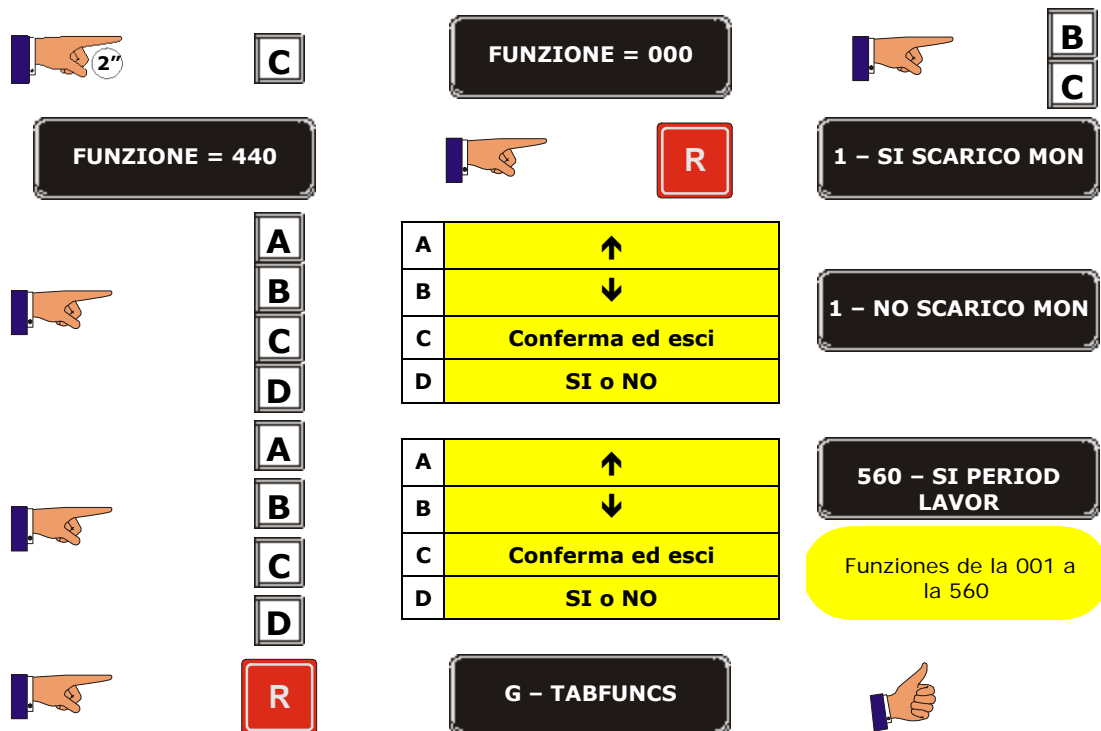 2”
C
FUNZIONE = 000
B
C
FUNZIONE = 440
R
1 – SI SCARICO MON
A
B
C
D
A ↑
B ↓
C Conferma ed esci
D SI o NO
1 – NO SCARICO MON
A
B
C
D
A ↑
B ↓
C Conferma ed esci
D SI o NO
560 – SI PERIOD
LAVOR
Funziones de la 001 a
la 560
R
G – TABFUNCS